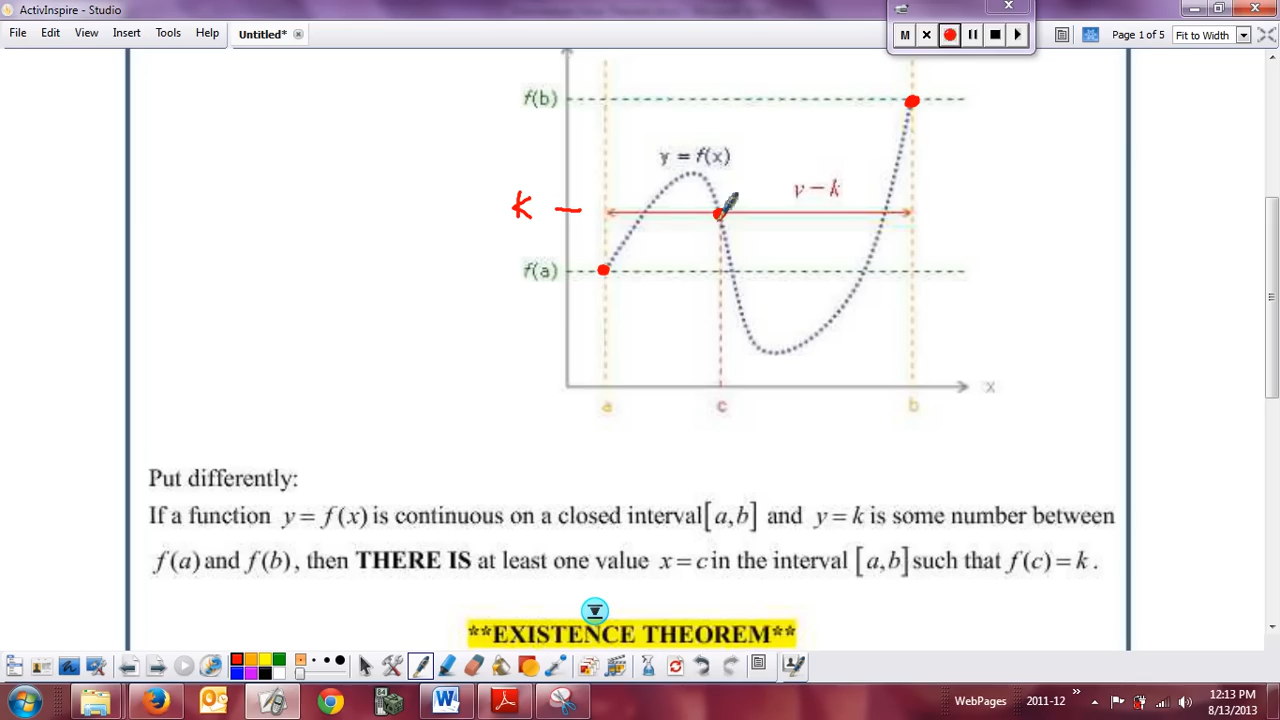 ActivInspire - Studio
File Edit View Insert Tools Help Untitled*
M
Page 1 of 5 Fit to Width
f(b)
y = f(x)
y = k
K –
f(a)
x
a c b
Put differently:
If a function y = f(x) is continuous on a closed interval [a,b] and y = k is some number between
f(a) and f(b), then THERE IS at least one value x = c in the interval [a,b] such that f(c) = k.
**EXISTENCE THEOREM**
WebPages 2011-12 » 12:13 PM
8/13/2013